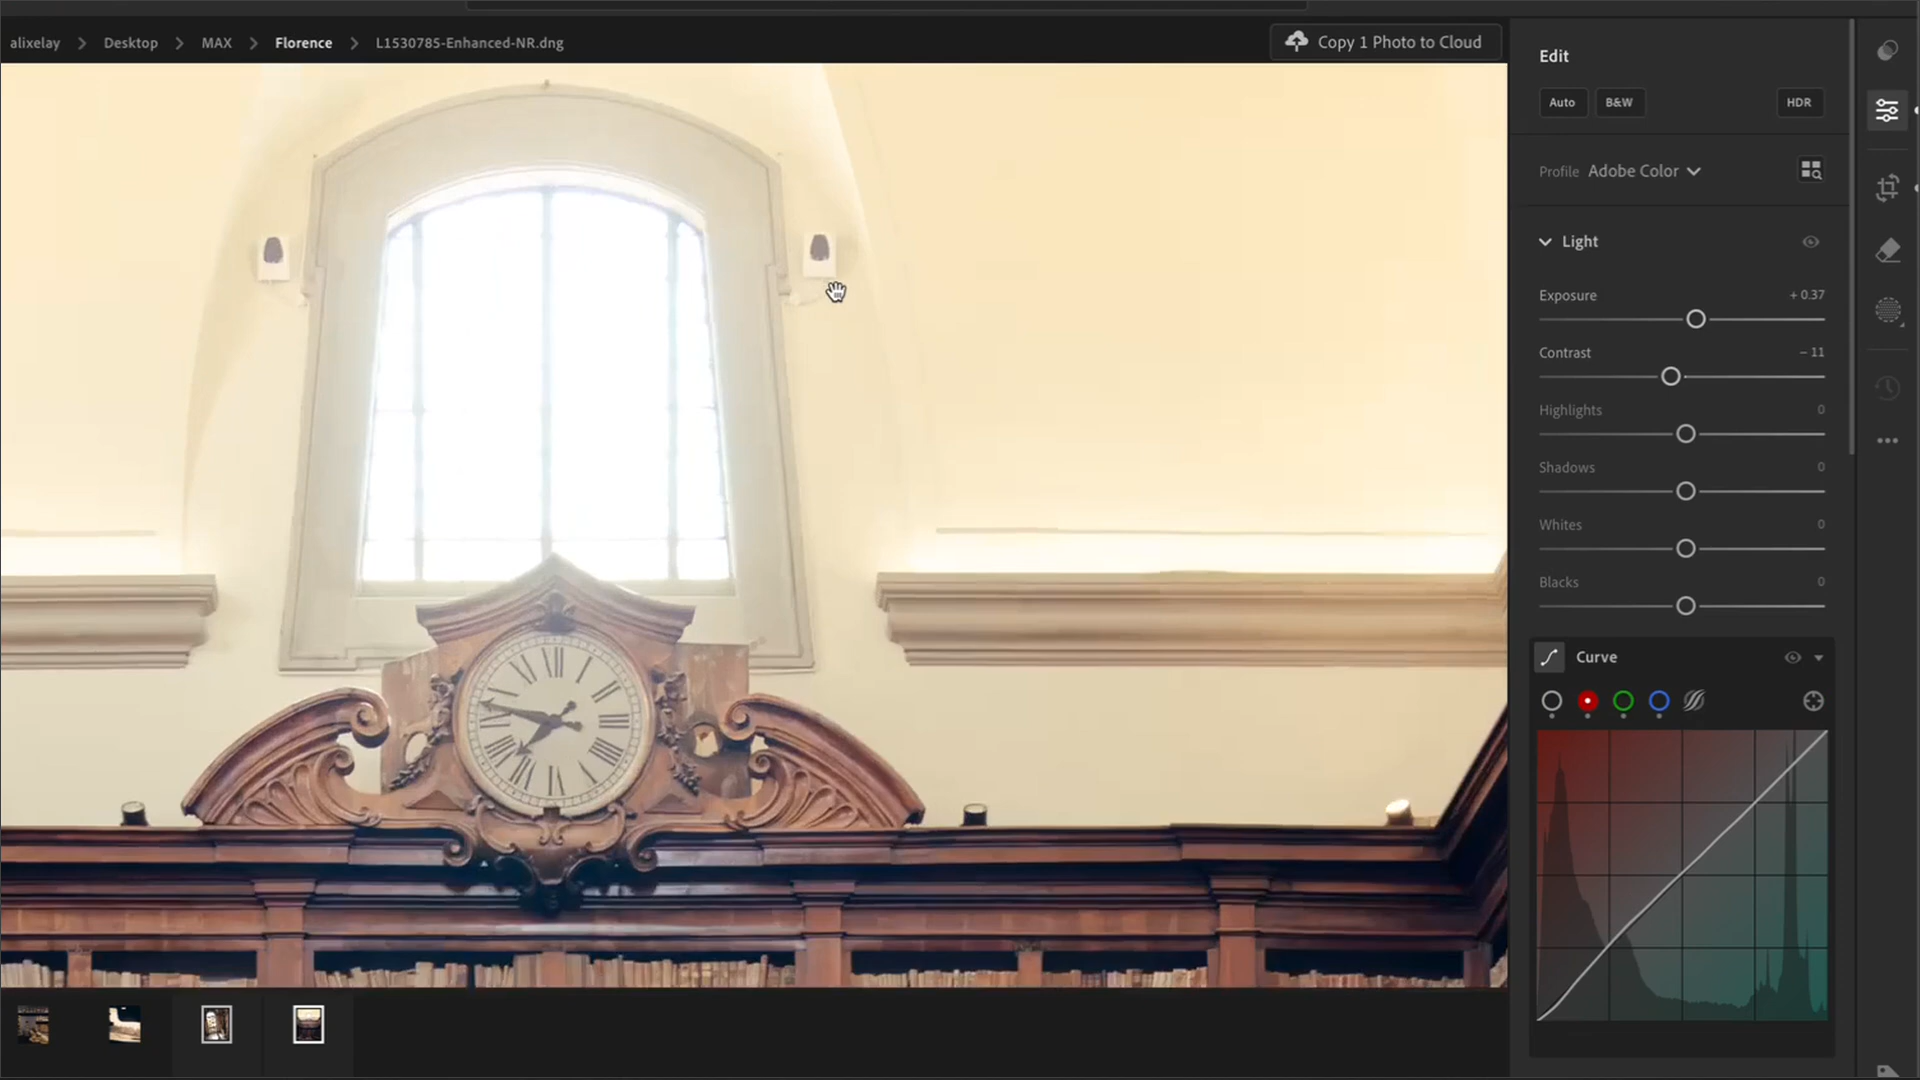 alixelay > Desktop > MAX > Florence > L1530785-Enhanced-NR.dng
Copy 1 Photo to Cloud
Edit
Auto B&W HDR
Profile Adobe Color
Light
Exposure + 0.37
Contrast – 11
Highlights 0
Shadows 0
Whites 0
Blacks 0
Curve